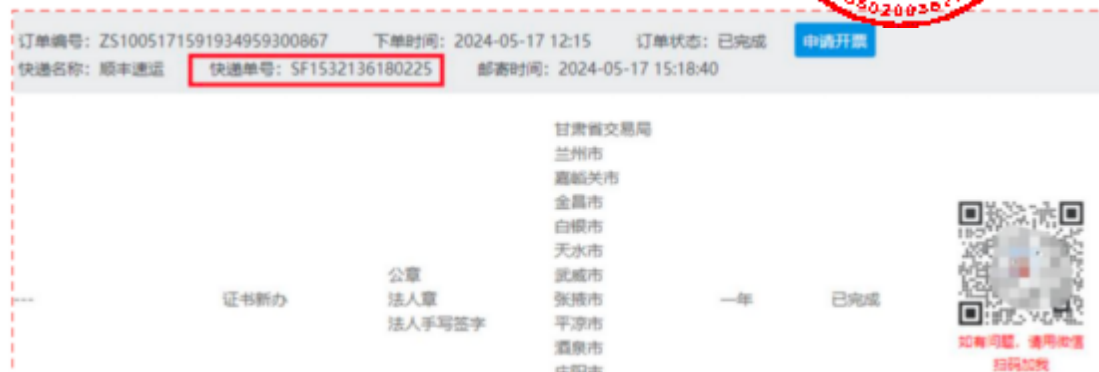 订单编号：ZS10051715919349593​00867 下单时间：2024-05-17 12:15 订单状态：已完成 申请开票
快递名称：顺丰速运 快递单号：SF1532136180225 邮寄时间：2024-05-17 15:18:40
甘肃省交易局
兰州市
嘉峪关市
金昌市
白银市
天水市
公章 武威市
--- 证书新办 法人章 张掖市 一年 已完成
法人手写签字 平凉市
酒泉市
庆阳市
如有问题，请用微信
扫码加我